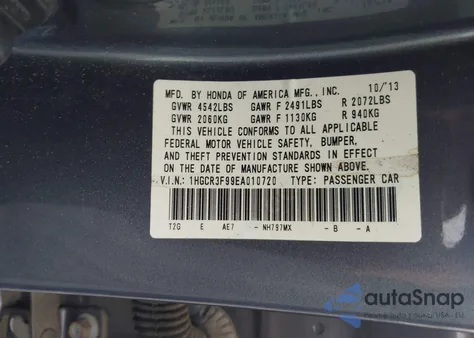 MFD. BY HONDA OF AMERICA MFG., INC. 10/13
GVWR 4542LBS GAWR F 2491LBS R 2072LBS
GVWR 2060KG GAWR F 1130KG R 940KG
THIS VEHICLE CONFORMS TO ALL APPLICABLE
FEDERAL MOTOR VEHICLE SAFETY, BUMPER,
AND THEFT PREVENTION STANDARDS IN EFFECT
ON THE DATE OF MANUFACTURE SHOWN ABOVE.
V.I.N.: 1HGCR3F99EA010720 TYPE: PASSENGER CAR
T2G E AE7 - NH797MX - B - A
autoSnap